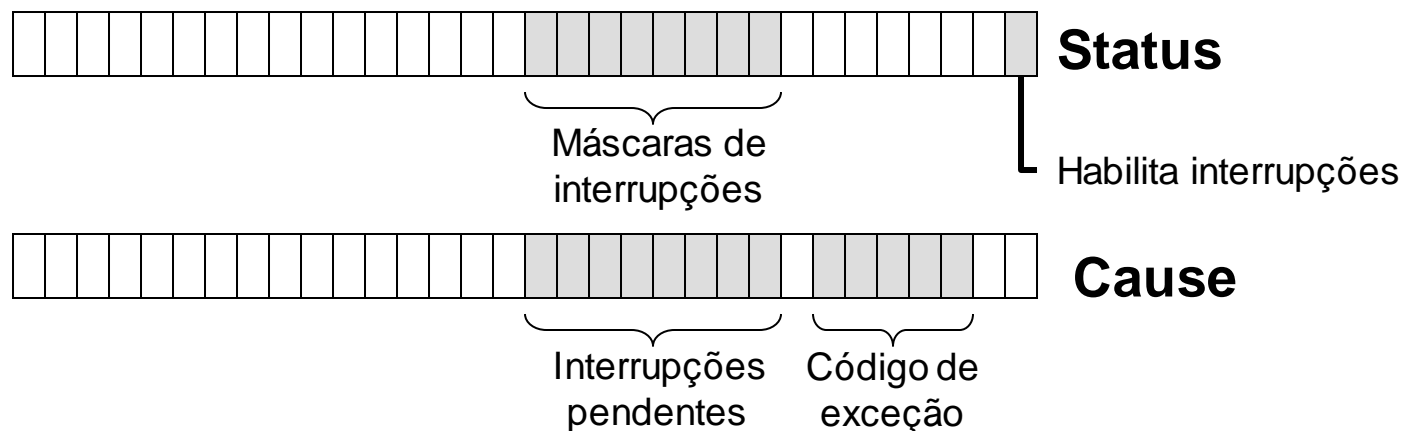 Status
Máscaras de
interrupções
Habilita interrupções
Cause
Interrupções
pendentes
Código de
exceção